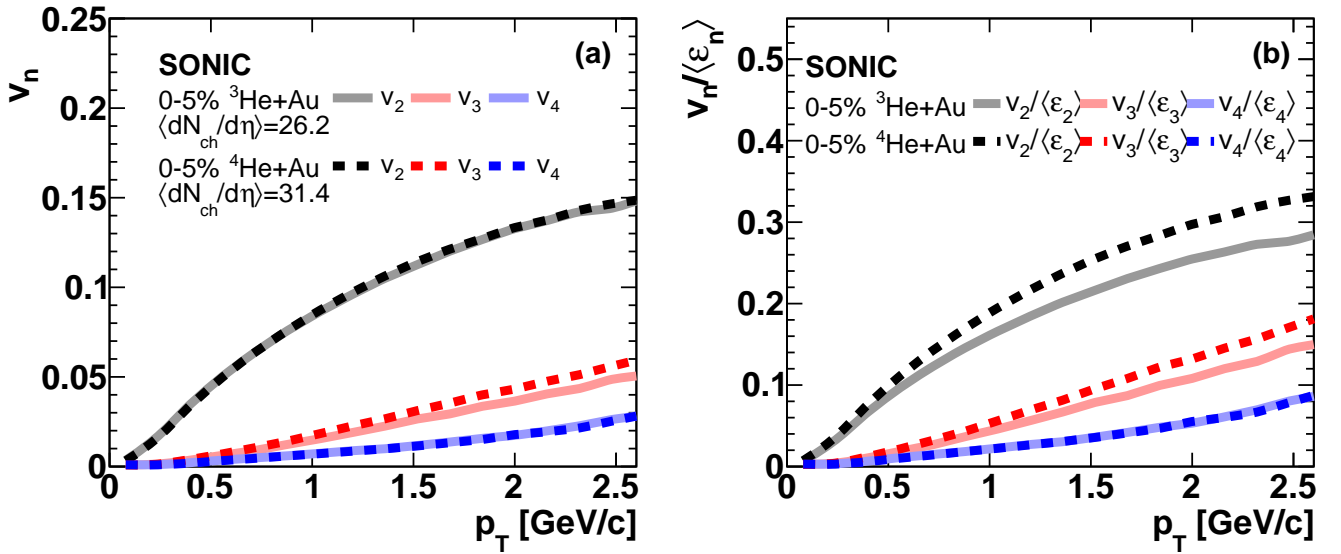 0.25
0.2
0.15
0.1
0.05
0
v_n
(a)
SONIC
0-5% ³He+Au v₂ v₃ v₄
⟨dN_ch/dη⟩=26.2
0-5% ⁴He+Au v₂ v₃ v₄
⟨dN_ch/dη⟩=31.4
0.5 1 1.5 2 2.5
p_T [GeV/c]
0.5
0.4
0.3
0.2
0.1
0
v_n/⟨ε_n⟩
(b)
SONIC
0-5% ³He+Au v₂/⟨ε₂⟩ v₃/⟨ε₃⟩ v₄/⟨ε₄⟩
0-5% ⁴He+Au v₂/⟨ε₂⟩ v₃/⟨ε₃⟩ v₄/⟨ε₄⟩
0 0.5 1 1.5 2 2.5
p_T [GeV/c]